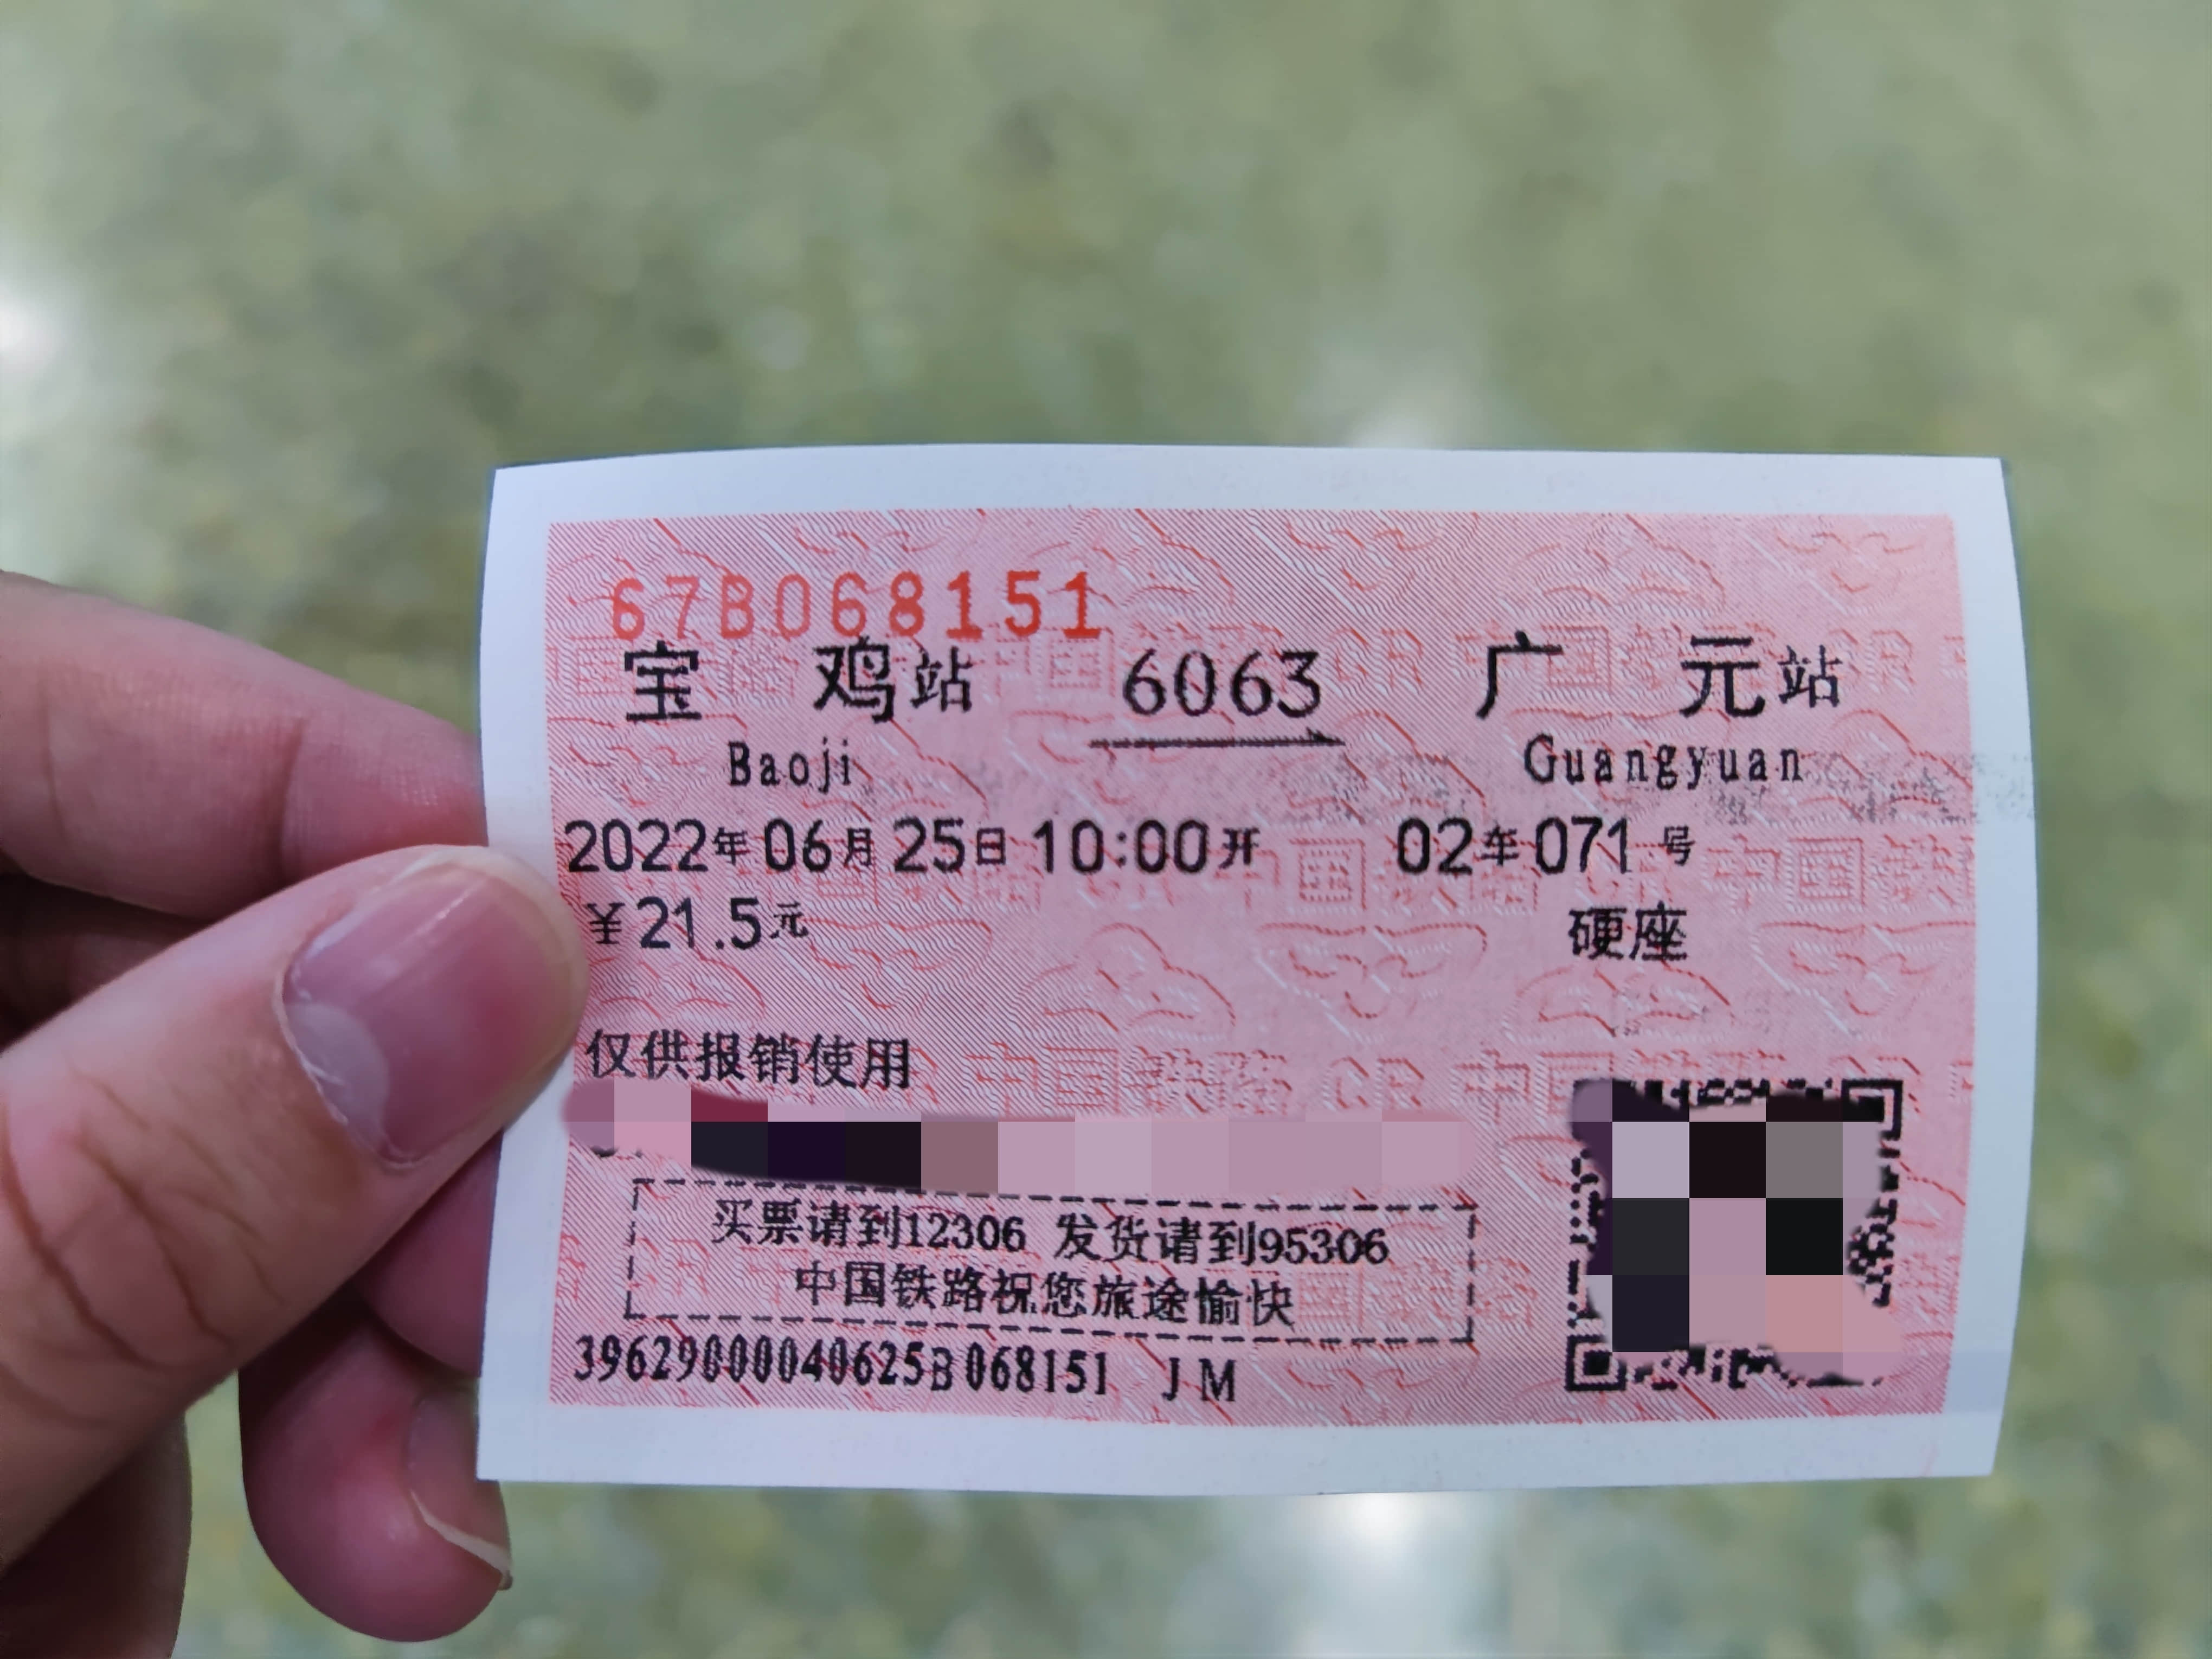 67B068151
宝鸡站 6063 广元站
Baoji Guangyuan
2022年06月25日10:00开 02车071号
¥21.5元 硬座
仅供报销使用
买票请到12306 发货请到95306
中国铁路祝您旅途愉快
39629000040625B068151 JM